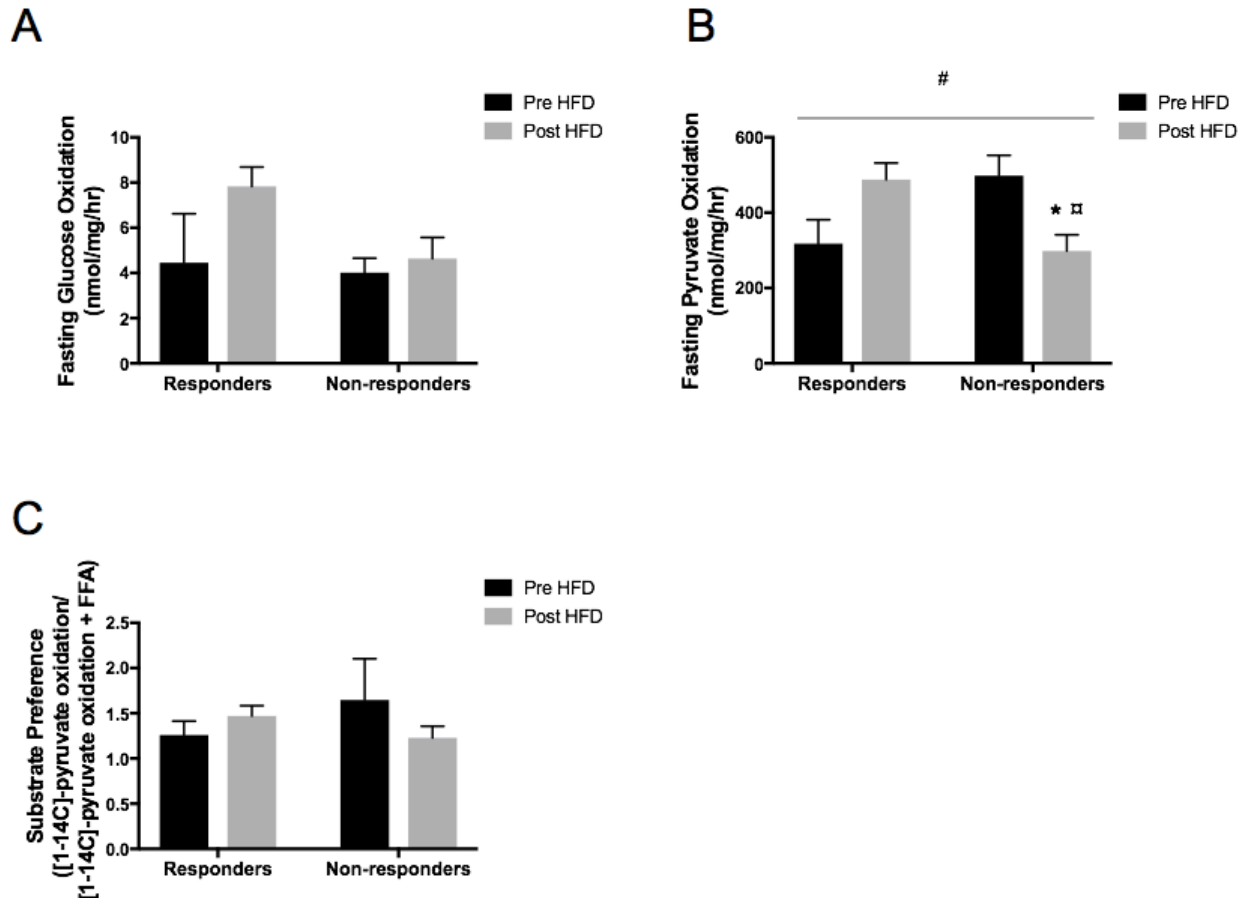 A
Pre HFD
Post HFD
Fasting Glucose Oxidation
(nmol/mg/hr)
10
8
6
4
2
0
Responders
Non-responders
B
#
Pre HFD
Post HFD
Fasting Pyruvate Oxidation
(nmol/mg/hr)
600
400
200
0
* ¤
Responders
Non-responders
C
Pre HFD
Post HFD
Substrate Preference
([1-14C]-pyruvate oxidation/
[1-14C]-pyruvate oxidation + FFA)
2.5
2.0
1.5
1.0
0.5
0.0
Responders
Non-responders